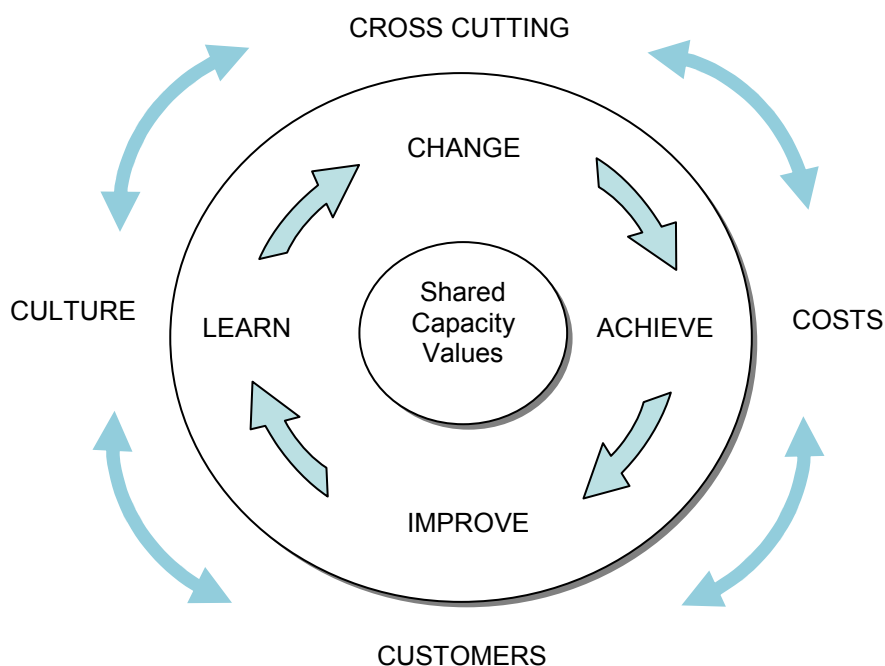 CROSS CUTTING
CHANGE
Shared
Capacity
Values
CULTURE
LEARN
ACHIEVE
COSTS
IMPROVE
CUSTOMERS